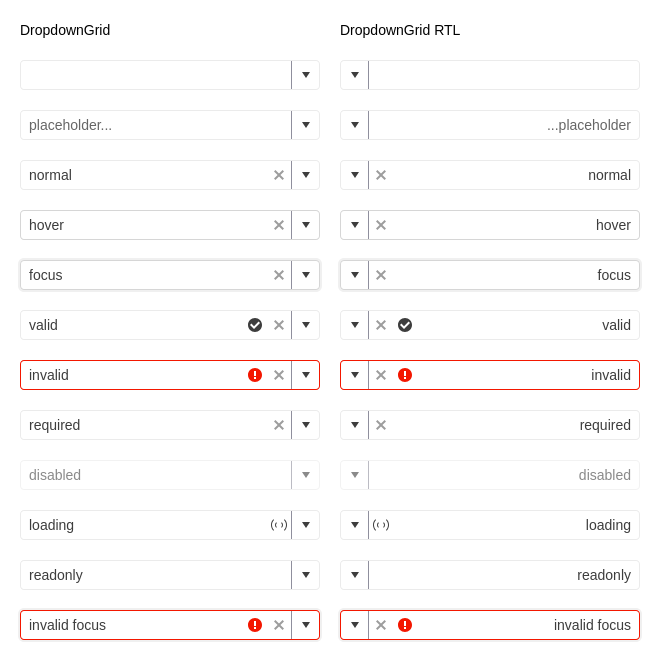 DropdownGrid
DropdownGrid RTL
placeholder...
...placeholder
normal
normal
hover
hover
focus
focus
valid
valid
invalid
invalid
required
required
disabled
disabled
loading
loading
readonly
readonly
invalid focus
invalid focus